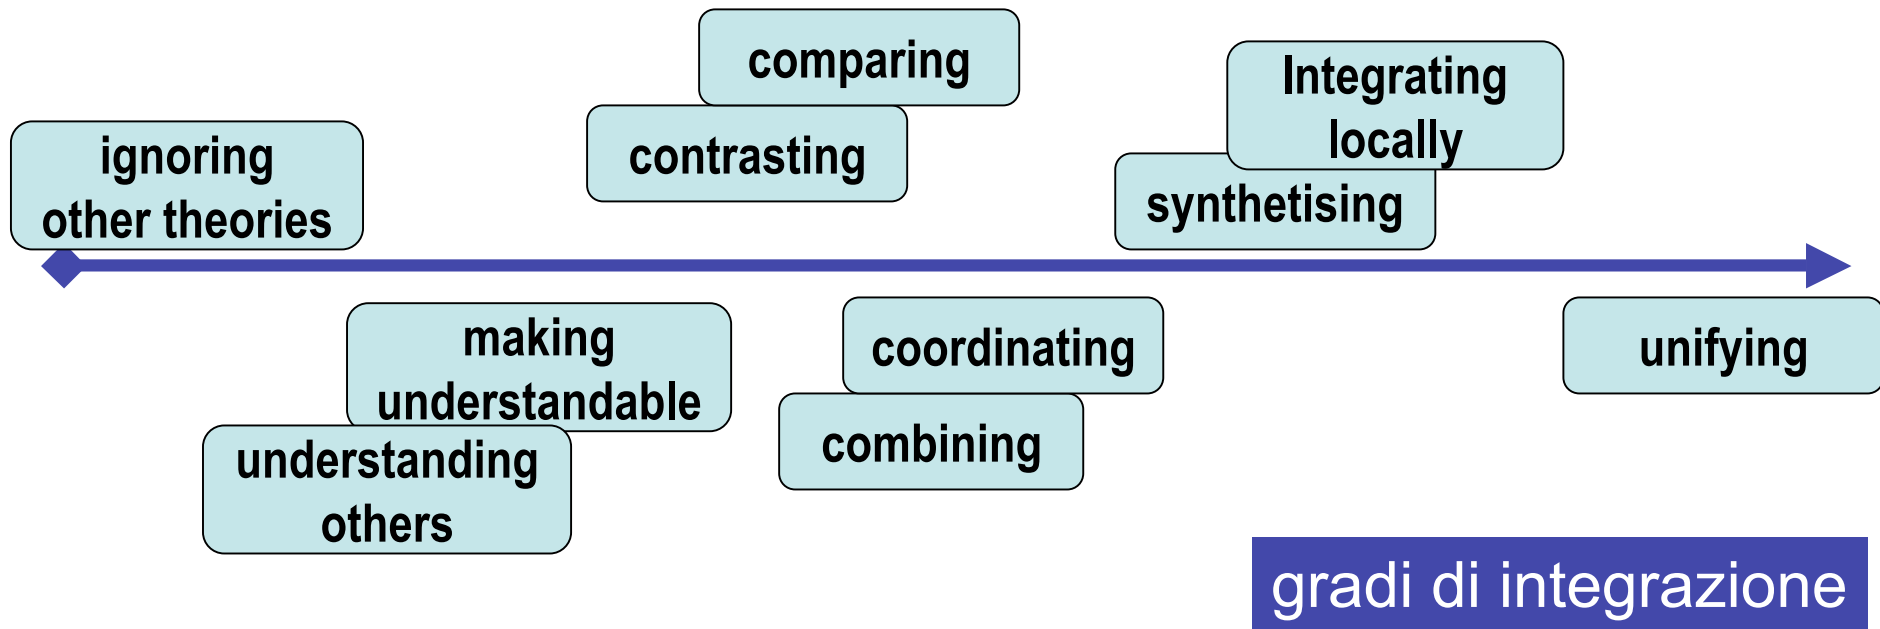 comparing
contrasting
Integrating
locally
synthetising
ignoring
other theories
making
understandable
understanding
others
coordinating
combining
unifying
gradi di integrazione